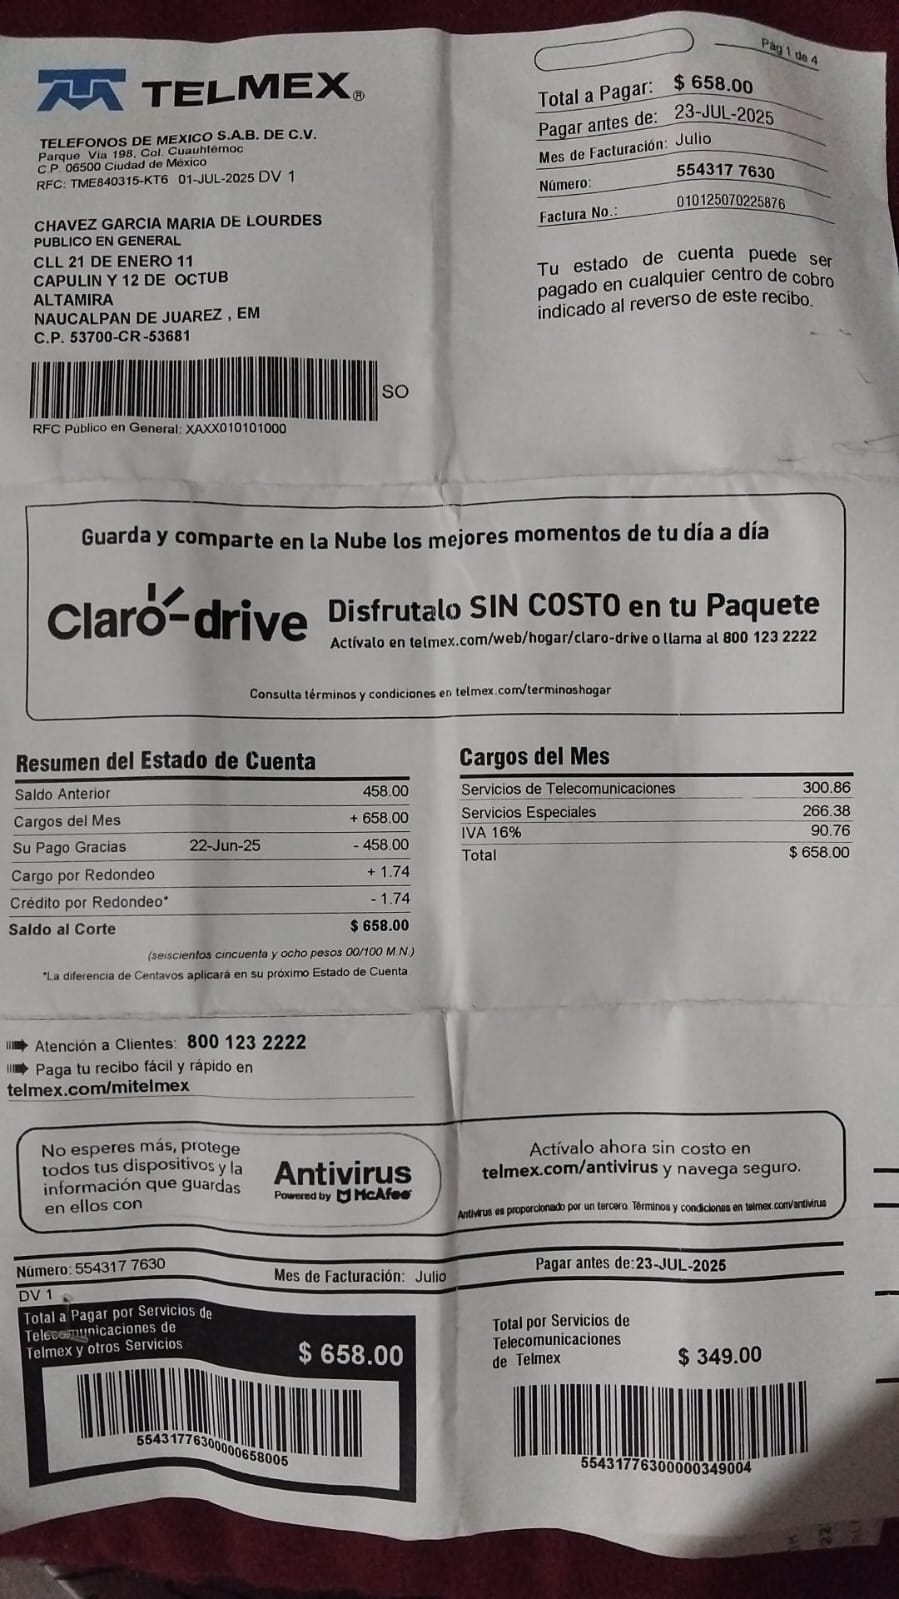 Pág 1 de 4
TELMEX®
TELEFONOS DE MEXICO S.A.B. DE C.V.
Parque Vía 198, Col. Cuauhtémoc
C.P. 06500 Ciudad de México
RFC: TME840315-KT6 01-JUL-2025 DV 1
Total a Pagar: $ 658.00
Pagar antes de: 23-JUL-2025
Mes de Facturación: Julio
Número: 554317 7630
Factura No.: 010125070225876
CHAVEZ GARCIA MARIA DE LOURDES
PUBLICO EN GENERAL
CLL 21 DE ENERO 11
CAPULIN Y 12 DE OCTUB
ALTAMIRA
NAUCALPAN DE JUAREZ , EM
C.P. 53700-CR-53681
Tu estado de cuenta puede ser
pagado en cualquier centro de cobro
indicado al reverso de este recibo.
SO
RFC Público en General: XAXX010101000
Guarda y comparte en la Nube los mejores momentos de tu día a día
Claro-drive Disfrutalo SIN COSTO en tu Paquete
Actívalo en telmex.com/web/hogar/claro-drive o llama al 800 123 2222
Consulta términos y condiciones en telmex.com/terminoshogar
Resumen del Estado de Cuenta
Saldo Anterior 458.00
Cargos del Mes + 658.00
Su Pago Gracias 22-Jun-25 - 458.00
Cargo por Redondeo + 1.74
Crédito por Redondeo* - 1.74
Saldo al Corte $ 658.00
(seiscientos cincuenta y ocho pesos 00/100 M.N.)
*La diferencia de Centavos aplicará en su próximo Estado de Cuenta
Cargos del Mes
Servicios de Telecomunicaciones 300.86
Servicios Especiales 266.38
IVA 16% 90.76
Total $ 658.00
Atención a Clientes: 800 123 2222
Paga tu recibo fácil y rápido en
telmex.com/mitelmex
No esperes más, protege
todos tus dispositivos y la
información que guardas
en ellos con
Antivirus
Powered by McAfee
Actívalo ahora sin costo en
telmex.com/antivirus y navega seguro.
Antivirus es proporcionado por un tercero. Términos y condiciones en telmex.com/antivirus
Número: 554317 7630 Mes de Facturación: Julio Pagar antes de:23-JUL-2025
DV 1
Total a Pagar por Servicios de
Telecomunicaciones de
Telmex y otros Servicios $ 658.00
55431776300000658005
Total por Servicios de
Telecomunicaciones
de Telmex $ 349.00
55431776300000349004